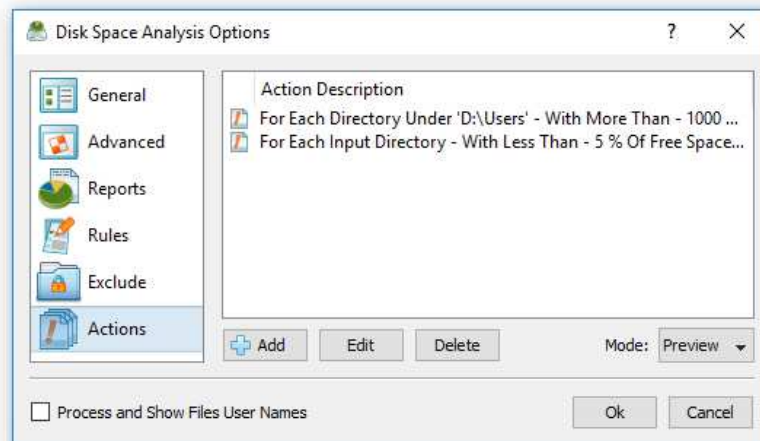 Disk Space Analysis Options
?
General
Advanced
Reports
Rules
Exclude
Actions
Action Description
For Each Directory Under 'D:\Users' - With More Than - 1000 ...
For Each Input Directory - With Less Than - 5 % Of Free Space...
Add
Edit
Delete
Mode: Preview
Process and Show Files User Names
Ok
Cancel